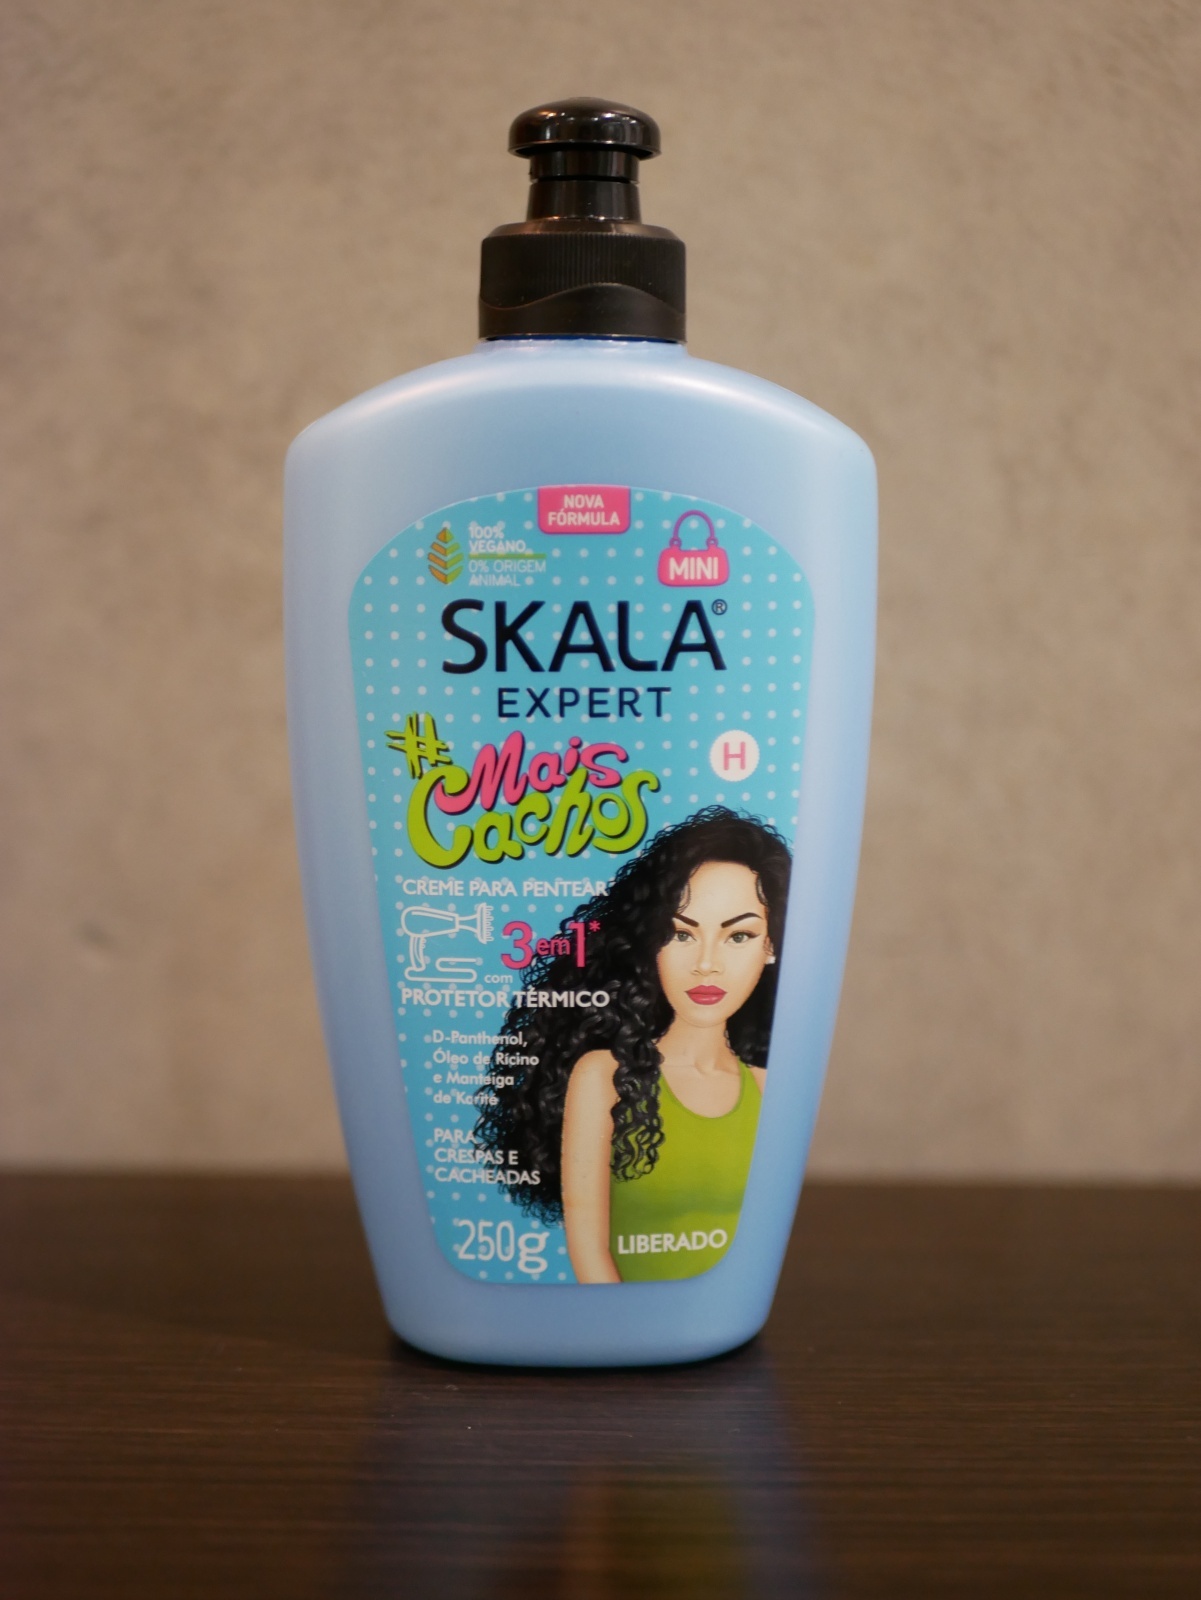 NOVA
FÓRMULA
100%
VEGANO
0% ORIGEM
ANIMAL
MINI
SKALA®
EXPERT
#Mais
Cachos
H
CREME PARA PENTEAR
3 em 1*
com
PROTETOR TÉRMICO
D-Panthenol,
Óleo de Rícino
e Manteiga
de Karité
PARA
CRESPAS E
CACHEADAS
250g
LIBERADO